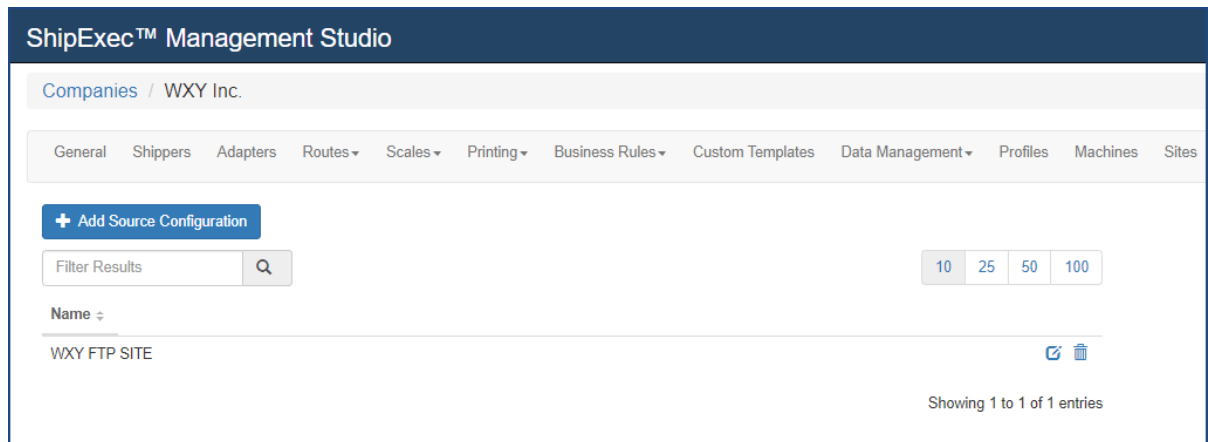 ShipExec™ Management Studio
Companies / WXY Inc.
General Shippers Adapters Routes Scales Printing Business Rules Custom Templates Data Management Profiles Machines Sites
Add Source Configuration
Filter Results 10 25 50 100
Name
WXY FTP SITE
Showing 1 to 1 of 1 entries